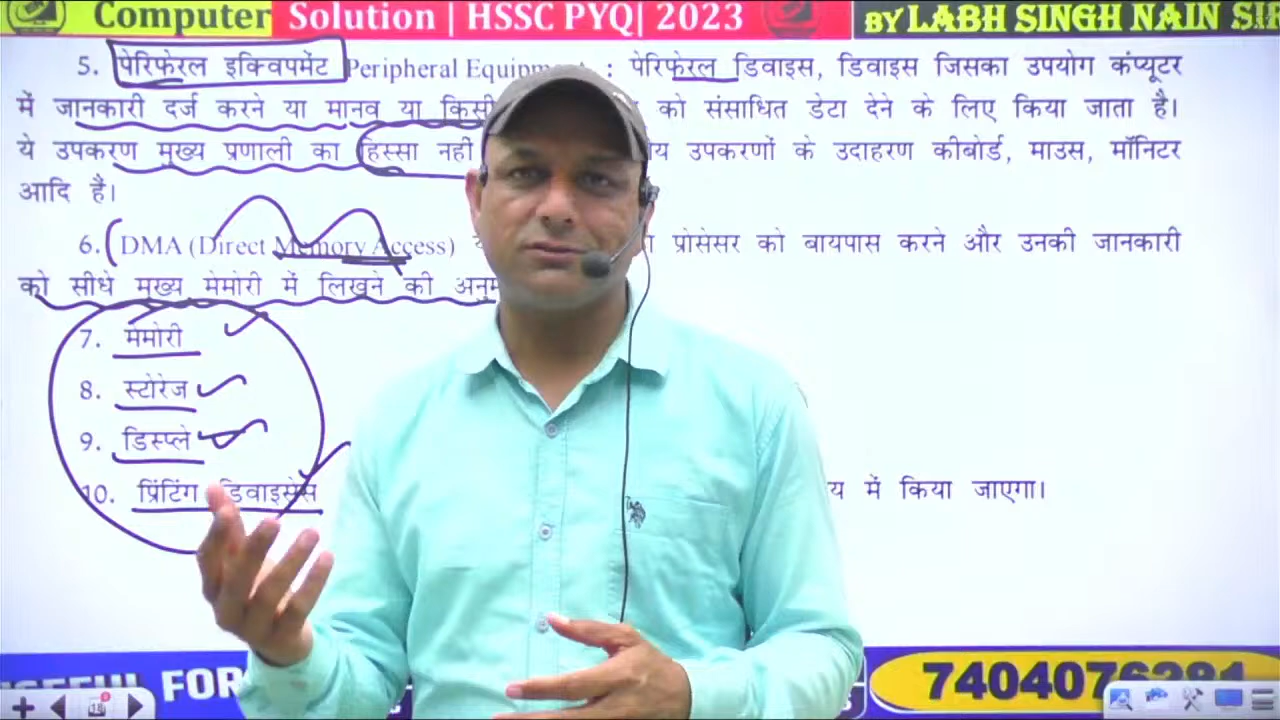 Computer Solution | HSSC PYQ| 2023 BY LABH SINGH NAIN SIR
5. पेरिफेरल इक्विपमेंट Peripheral Equipment : पेरिफेरल डिवाइस, डिवाइस जिसका उपयोग कंप्यूटर
में जानकारी दर्ज करने या मानव या किसी को संसाधित डेटा देने के लिए किया जाता है।
ये उपकरण मुख्य प्रणाली का हिस्सा नहीं उपकरणों के उदाहरण कीबोर्ड, माउस, मॉनिटर
आदि हैं।
6. DMA (Direct Memory Access) प्रोसेसर को बायपास करने और उनकी जानकारी
को सीधे मुख्य मेमोरी में लिखने की
7. मेमोरी
8. स्टोरेज
9. डिस्प्ले
10. प्रिंटिंग डिवाइसेस में किया जाएगा।
FOR